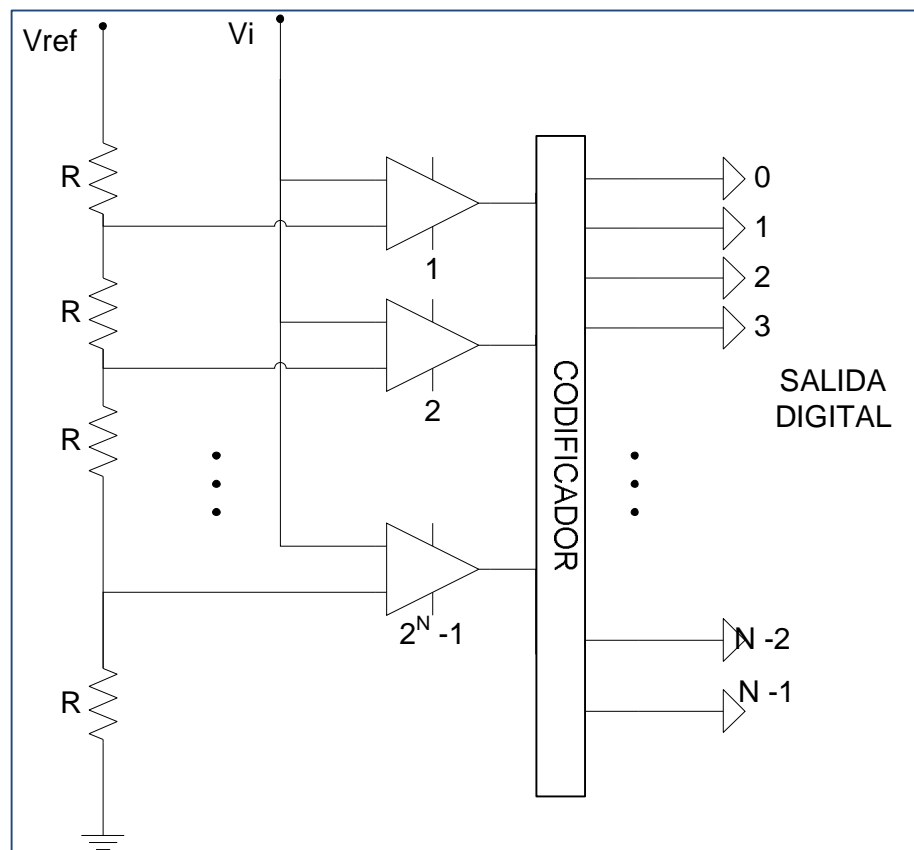 Vref
Vi
R
0
1
1
2
R
3
2
CODIFICADOR
SALIDA
DIGITAL
R
2^N -1
N -2
R
N -1